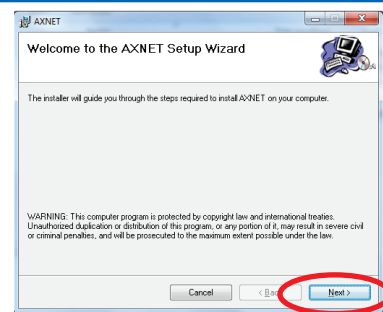 AXNET
Welcome to the AXNET Setup Wizard
The installer will guide you through the steps required to install AXNET on your computer.
WARNING: This computer program is protected by copyright law and international treaties.
Unauthorized duplication or distribution of this program, or any portion of it, may result in severe civil
or criminal penalties, and will be prosecuted to the maximum extent possible under the law.
Cancel
Next >